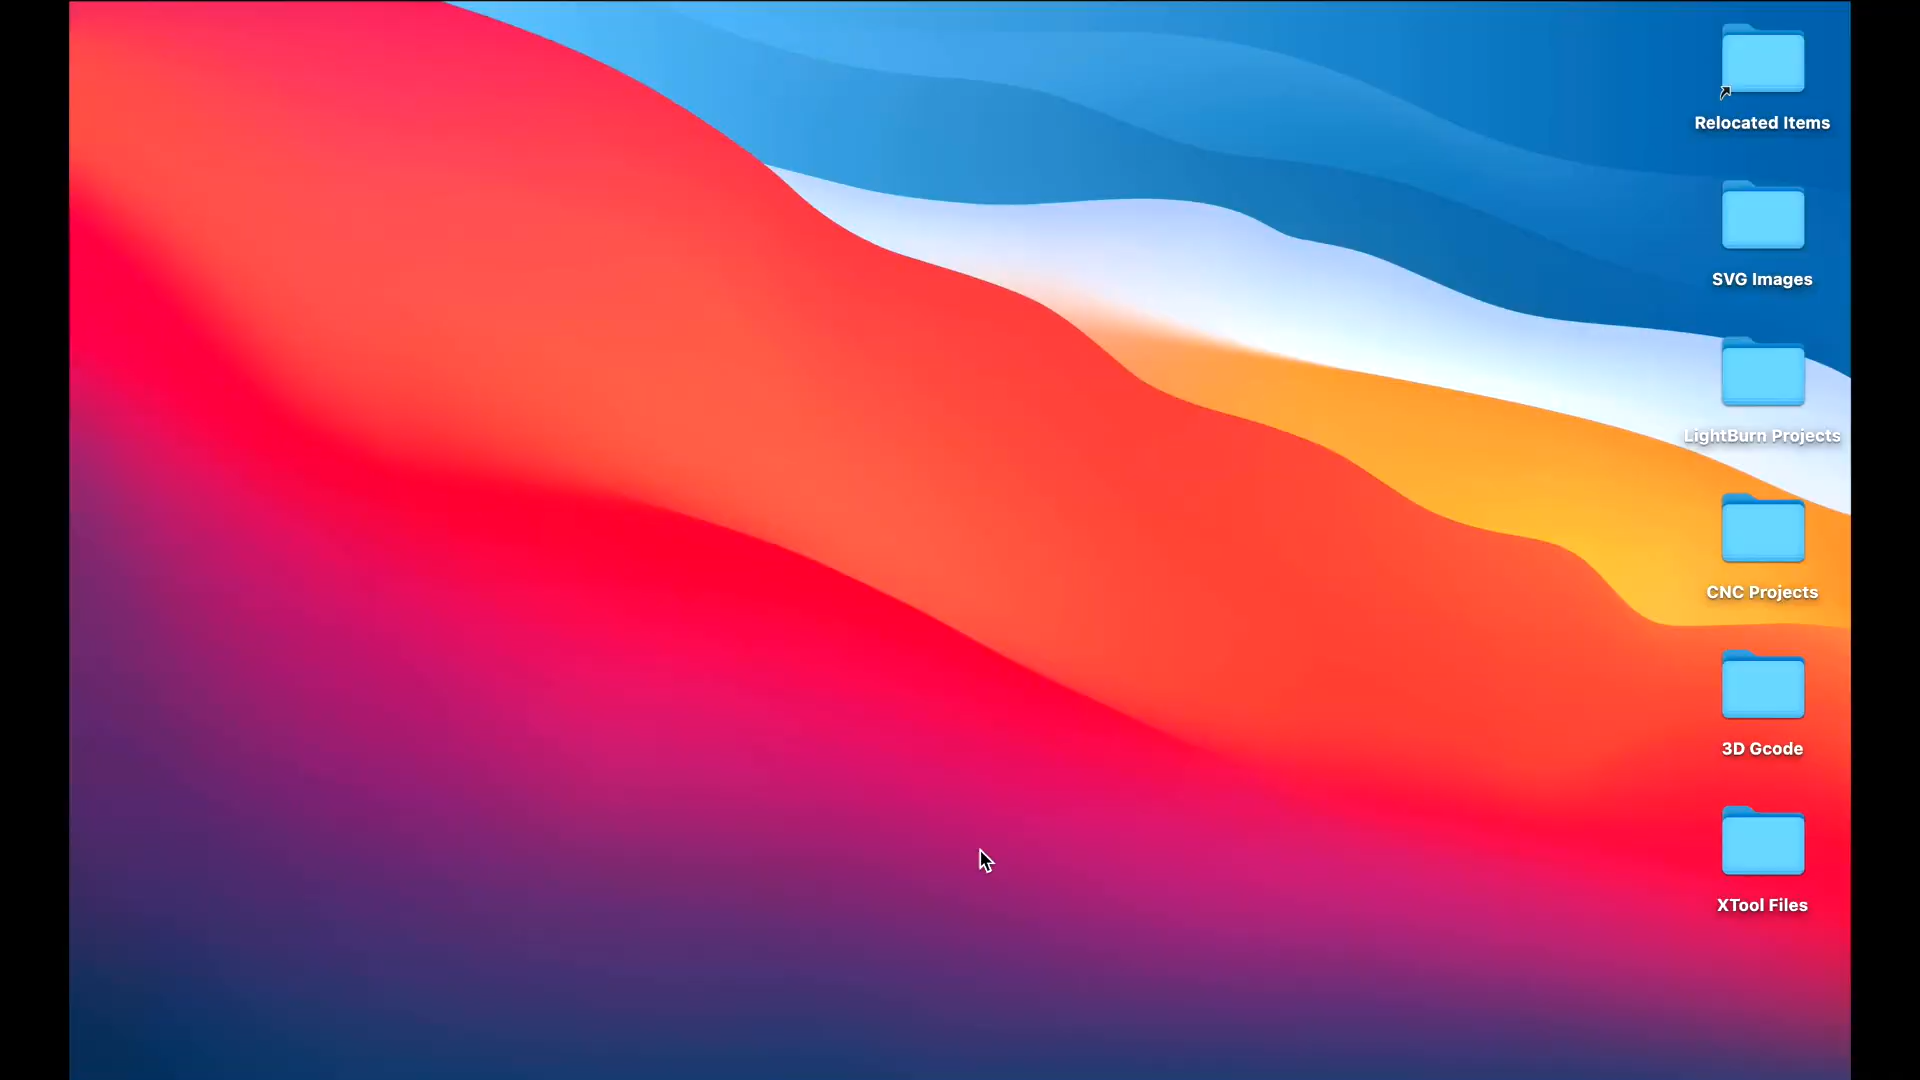 Relocated Items
SVG Images
LightBurn Projects
CNC Projects
3D Gcode
XTool Files